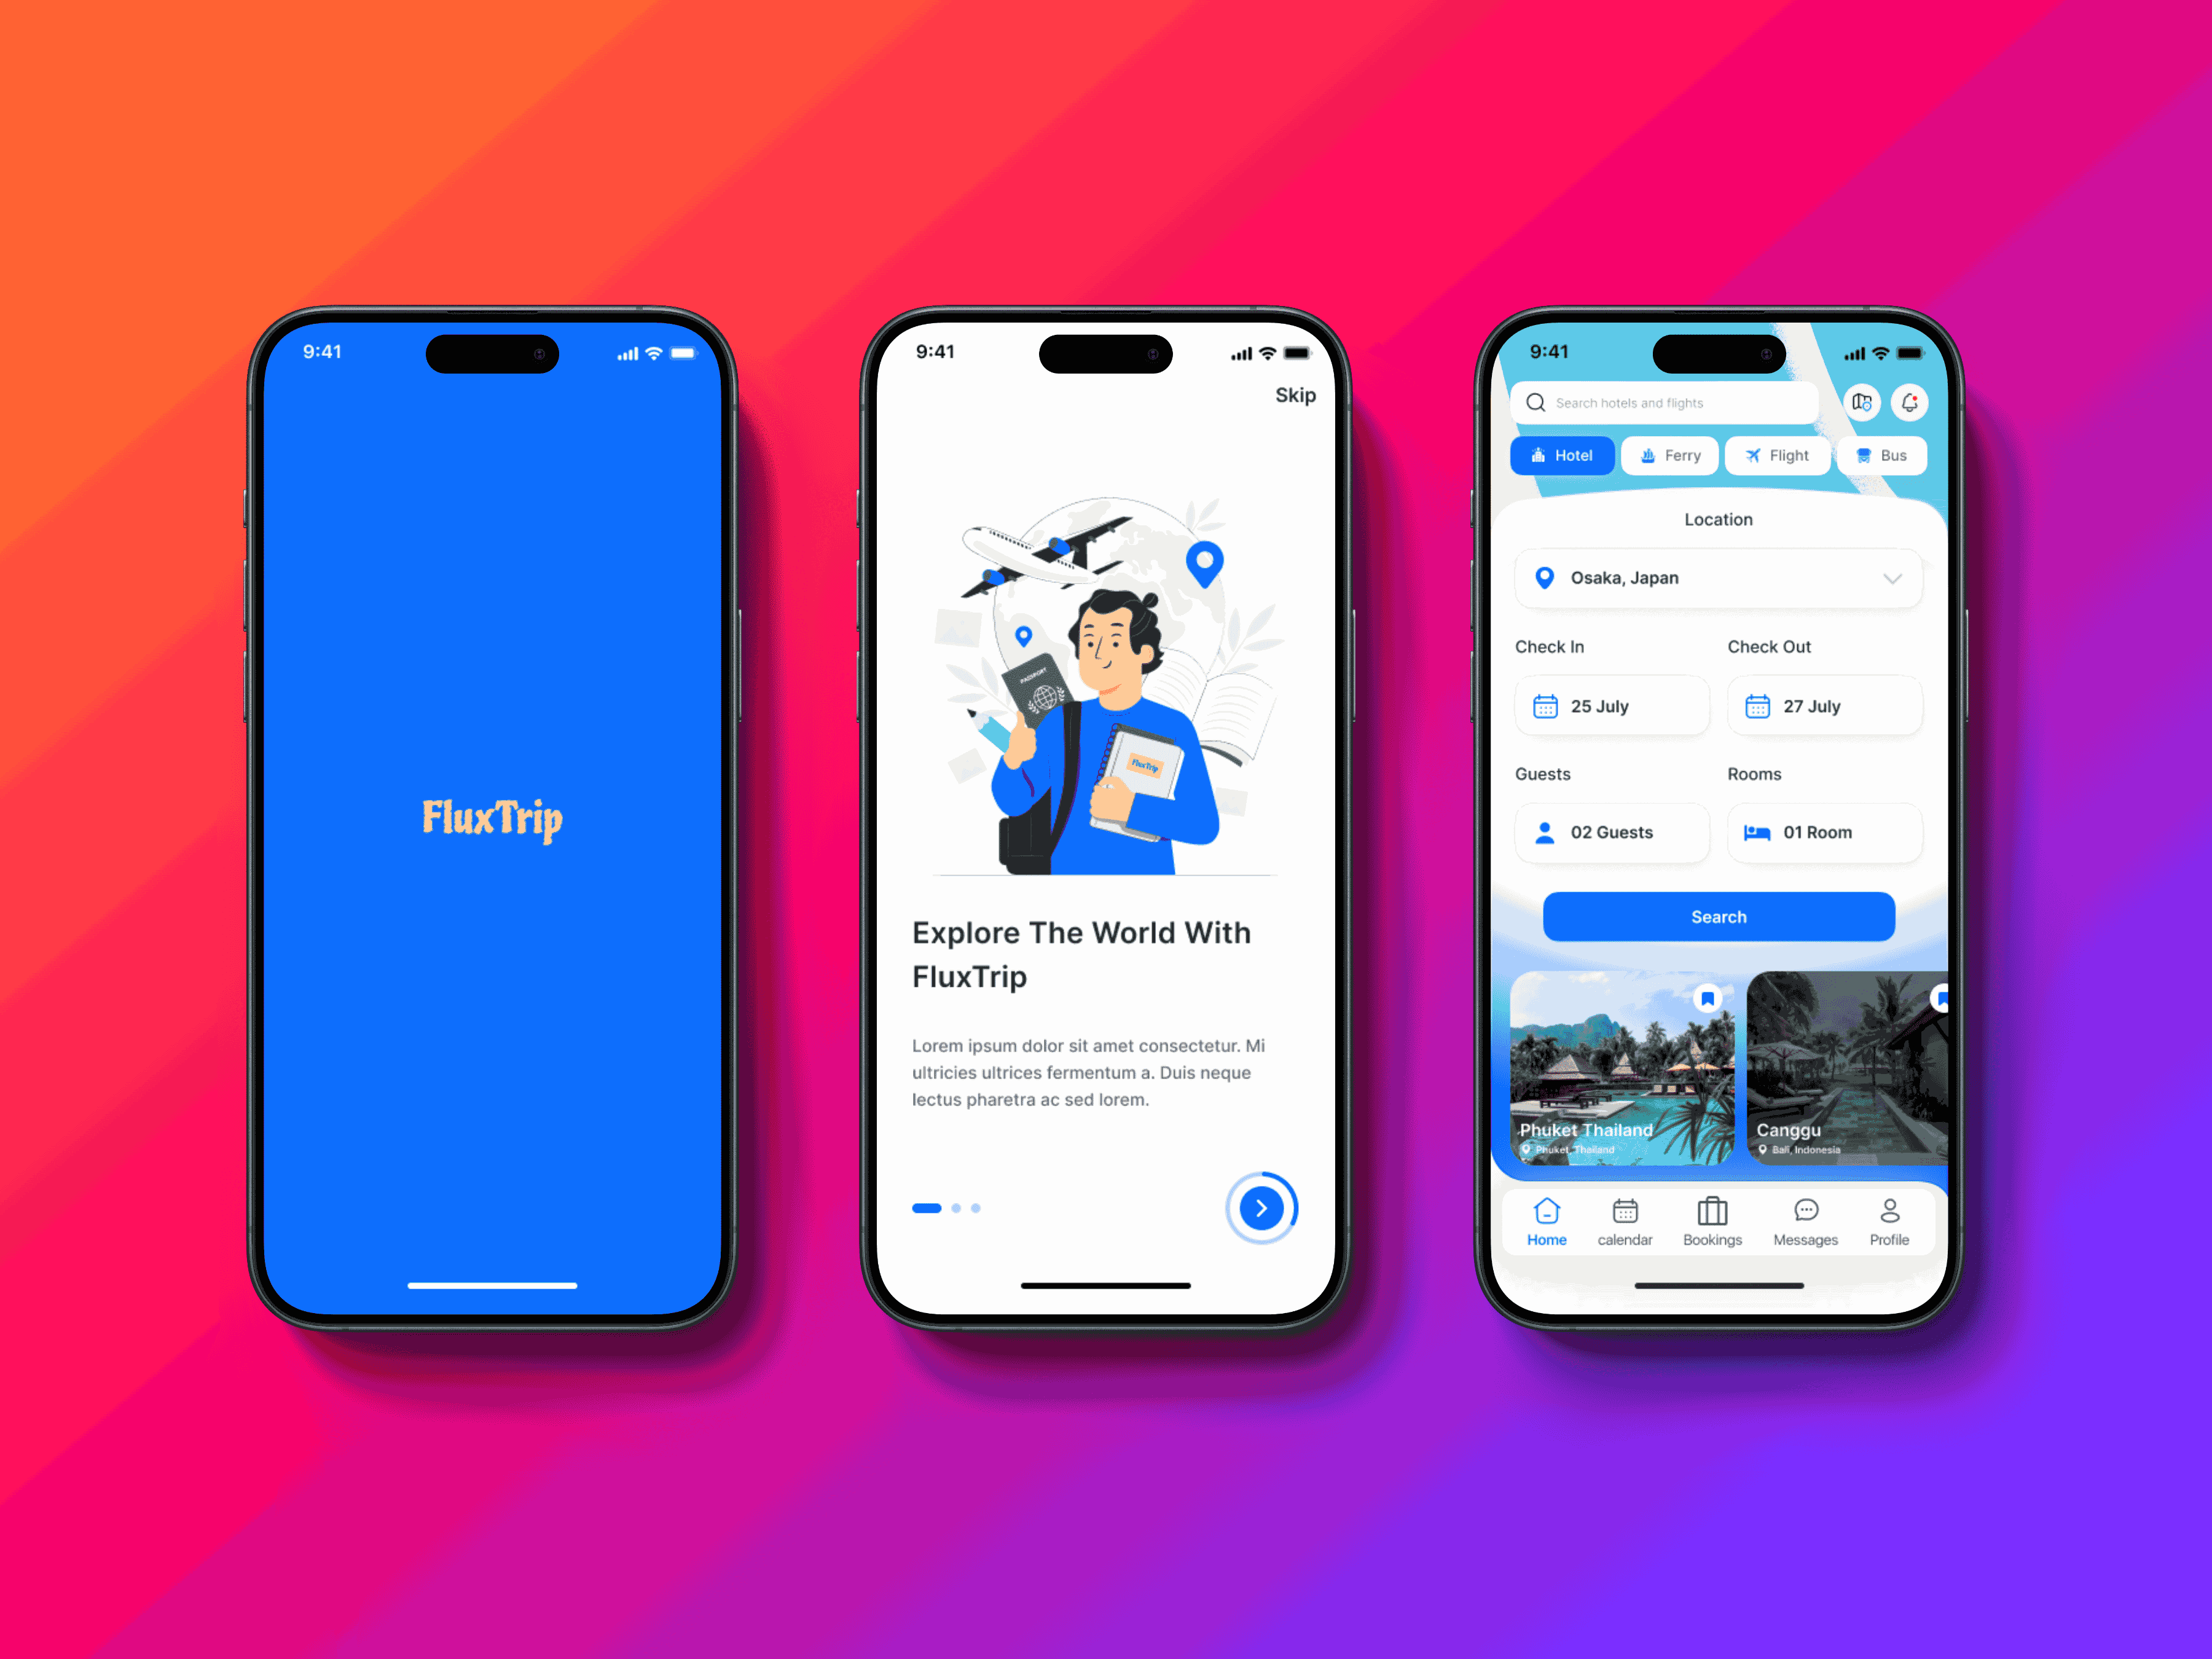 9:41
FluxTrip
9:41
Skip
PASSPORT
FluxTrip
Explore The World With
FluxTrip
Lorem ipsum dolor sit amet consectetur. Mi
ultricies ultrices fermentum a. Duis neque
lectus pharetra ac sed lorem.
9:41
Search hotels and flights
Hotel Ferry Flight Bus
Location
Osaka, Japan
Check In Check Out
25 July 27 July
Guests Rooms
02 Guests 01 Room
Search
Phuket Thailand Canggu
Phuket, Thailand Bali, Indonesia
Home calendar Bookings Messages Profile